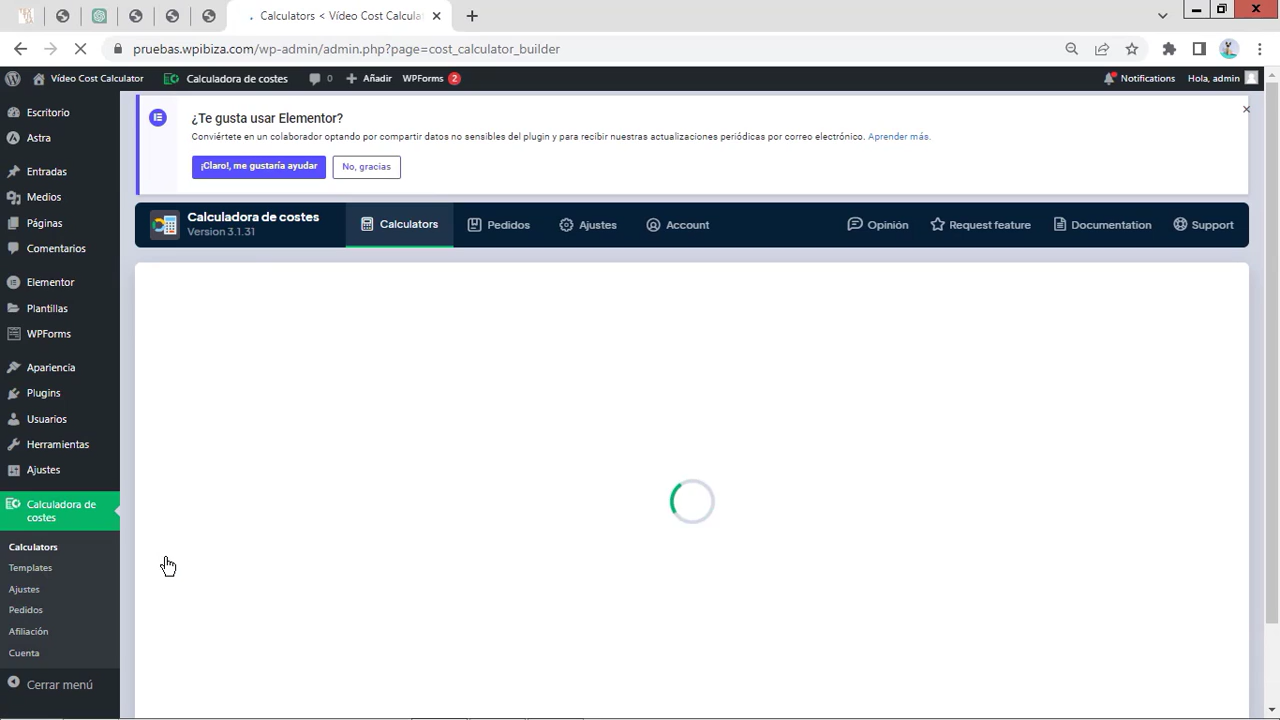 Calculators < Vídeo Cost Calcula
pruebas.wpibiza.com/wp-admin/admin.php?page=cost_calculator_builder
Vídeo Cost Calculator
Calculadora de costes
0
Añadir
WPForms 2
Notifications
Hola, admin
Escritorio
Astra
Entradas
Medios
Páginas
Comentarios
Elementor
Plantillas
WPForms
Apariencia
Plugins
Usuarios
Herramientas
Ajustes
Calculadora de
costes
Calculators
Templates
Ajustes
Pedidos
Afiliación
Cuenta
Cerrar menú
¿Te gusta usar Elementor?
Conviértete en un colaborador optando por compartir datos no sensibles del plugin y para recibir nuestras actualizaciones periódicas por correo electrónico. Aprender más.
¡Claro!, me gustaría ayudar
No, gracias
Calculadora de costes
Version 3.1.31
Calculators
Pedidos
Ajustes
Account
Opinión
Request feature
Documentation
Support